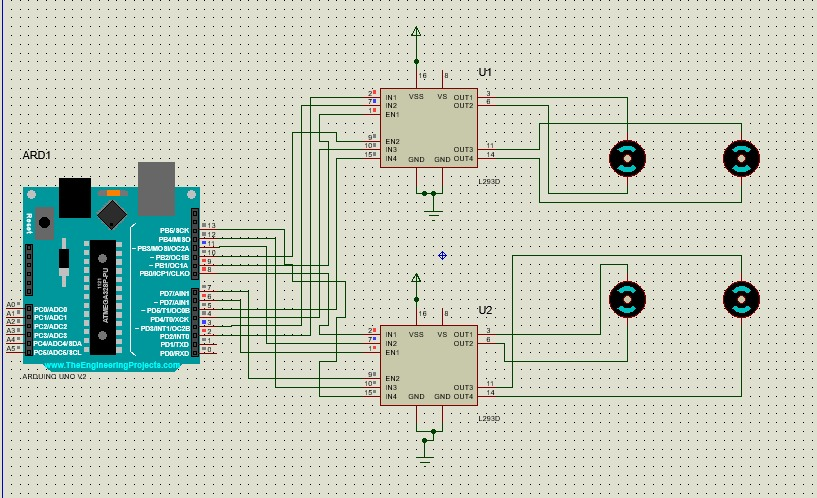 ARD1
Reset
ATMEGA328P-PU
1121
A0
A1
A2
A3
A4
A5
PC0/ADC0
PC1/ADC1
PC2/ADC2
PC3/ADC3
PC4/ADC4/SDA
PC5/ADC5/SCL
PB5/SCK 13
PB4/MISO 12
~ PB3/MOSI/OC2A 11
~ PB2/OC1B 10
~ PB1/OC1A 9
PB0/ICP1/CLKO 8
PD7/AIN1 7
~ PD7/AIN1 6
~ PD5/T1/OC0B 5
PD4/T0/XCK 4
~ PD3/INT1/OC2B 3
PD2/INT0 2
PD1/TXD 1
PD0/RXD 0
www.TheEngineeringProjects.com
ARDUINO UNO V2
U1
16 8
VSS VS
2 IN1 OUT1 3
7 IN2 OUT2 6
1 EN1
9 EN2
10 IN3 OUT3 11
15 IN4 OUT4 14
GND GND
L293D
U2
16 8
VSS VS
2 IN1 OUT1 3
7 IN2 OUT2 6
1 EN1
9 EN2
10 IN3 OUT3 11
15 IN4 OUT4 14
GND GND
L293D